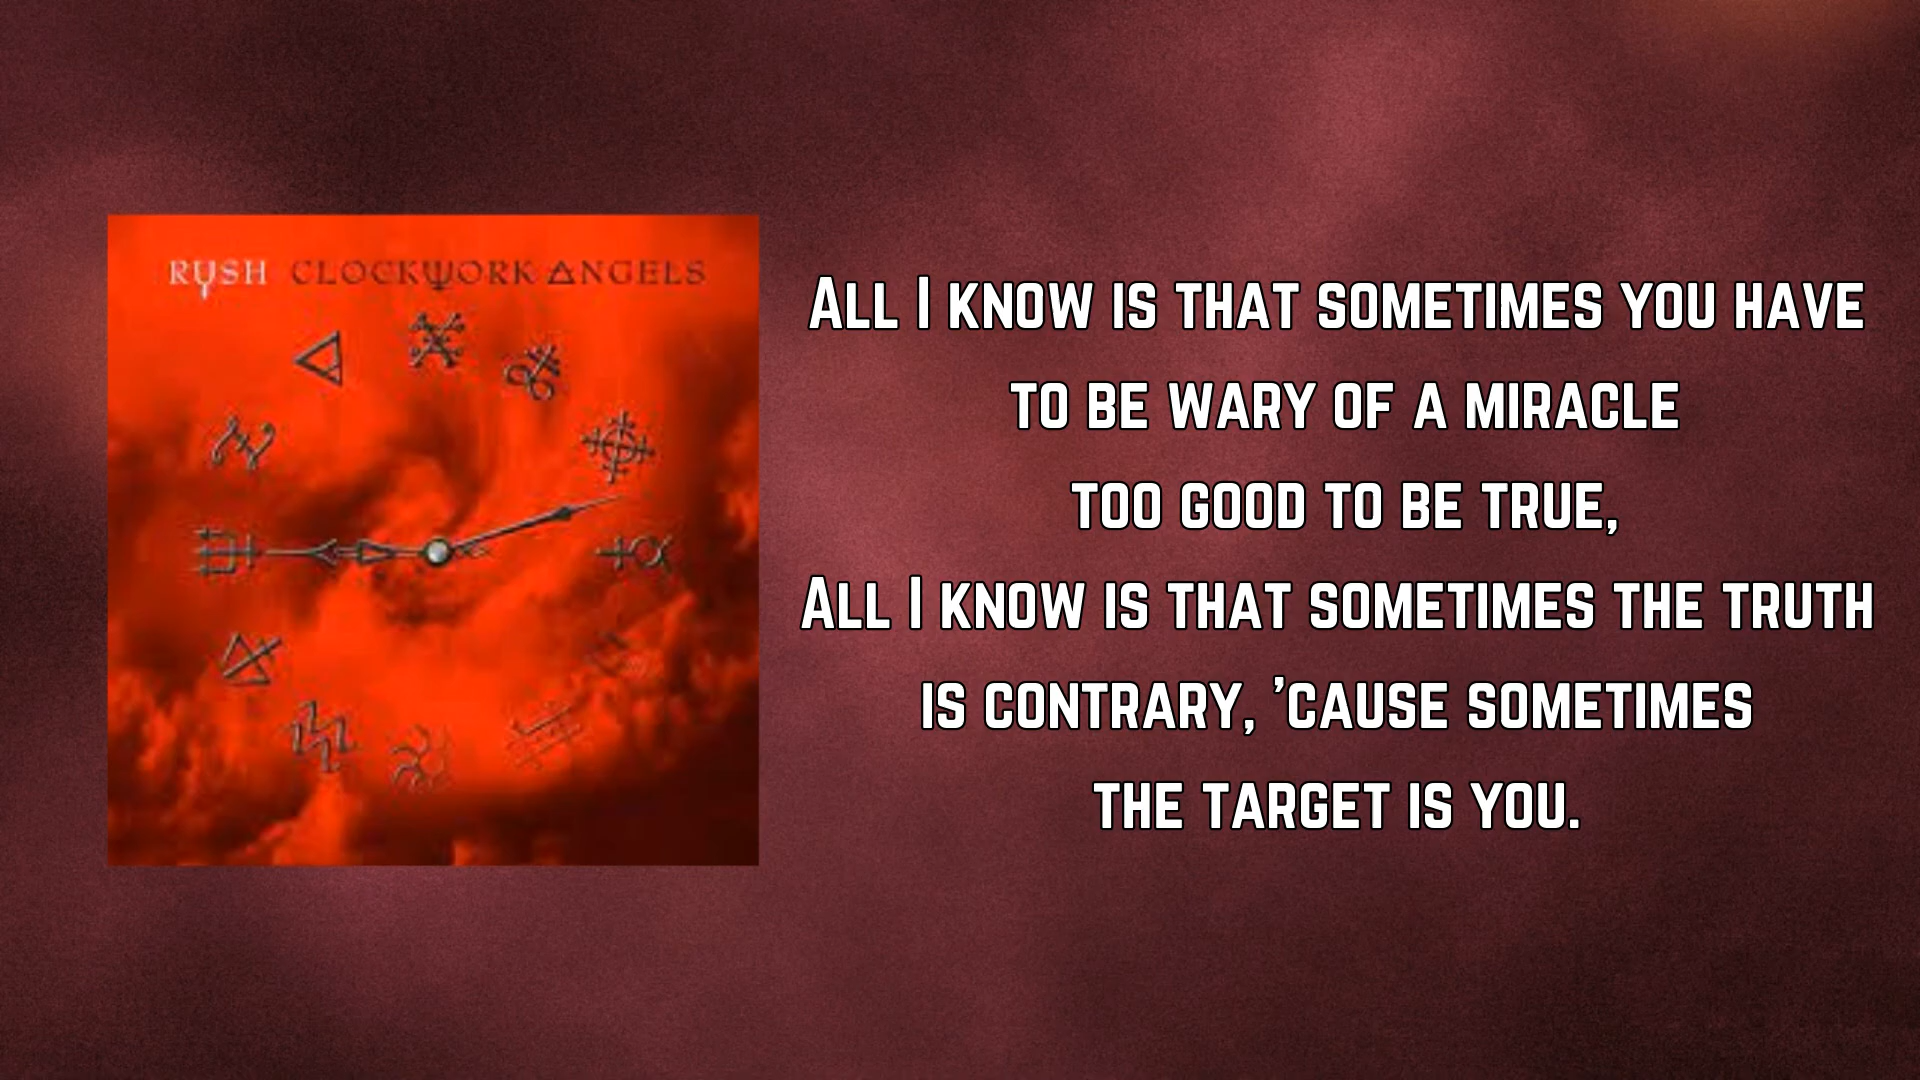 RUSH CLOCKWORK ANGELS
All I know is that sometimes you have
to be wary of a miracle
too good to be true,
All I know is that sometimes the truth
is contrary, 'cause sometimes
the target is you.